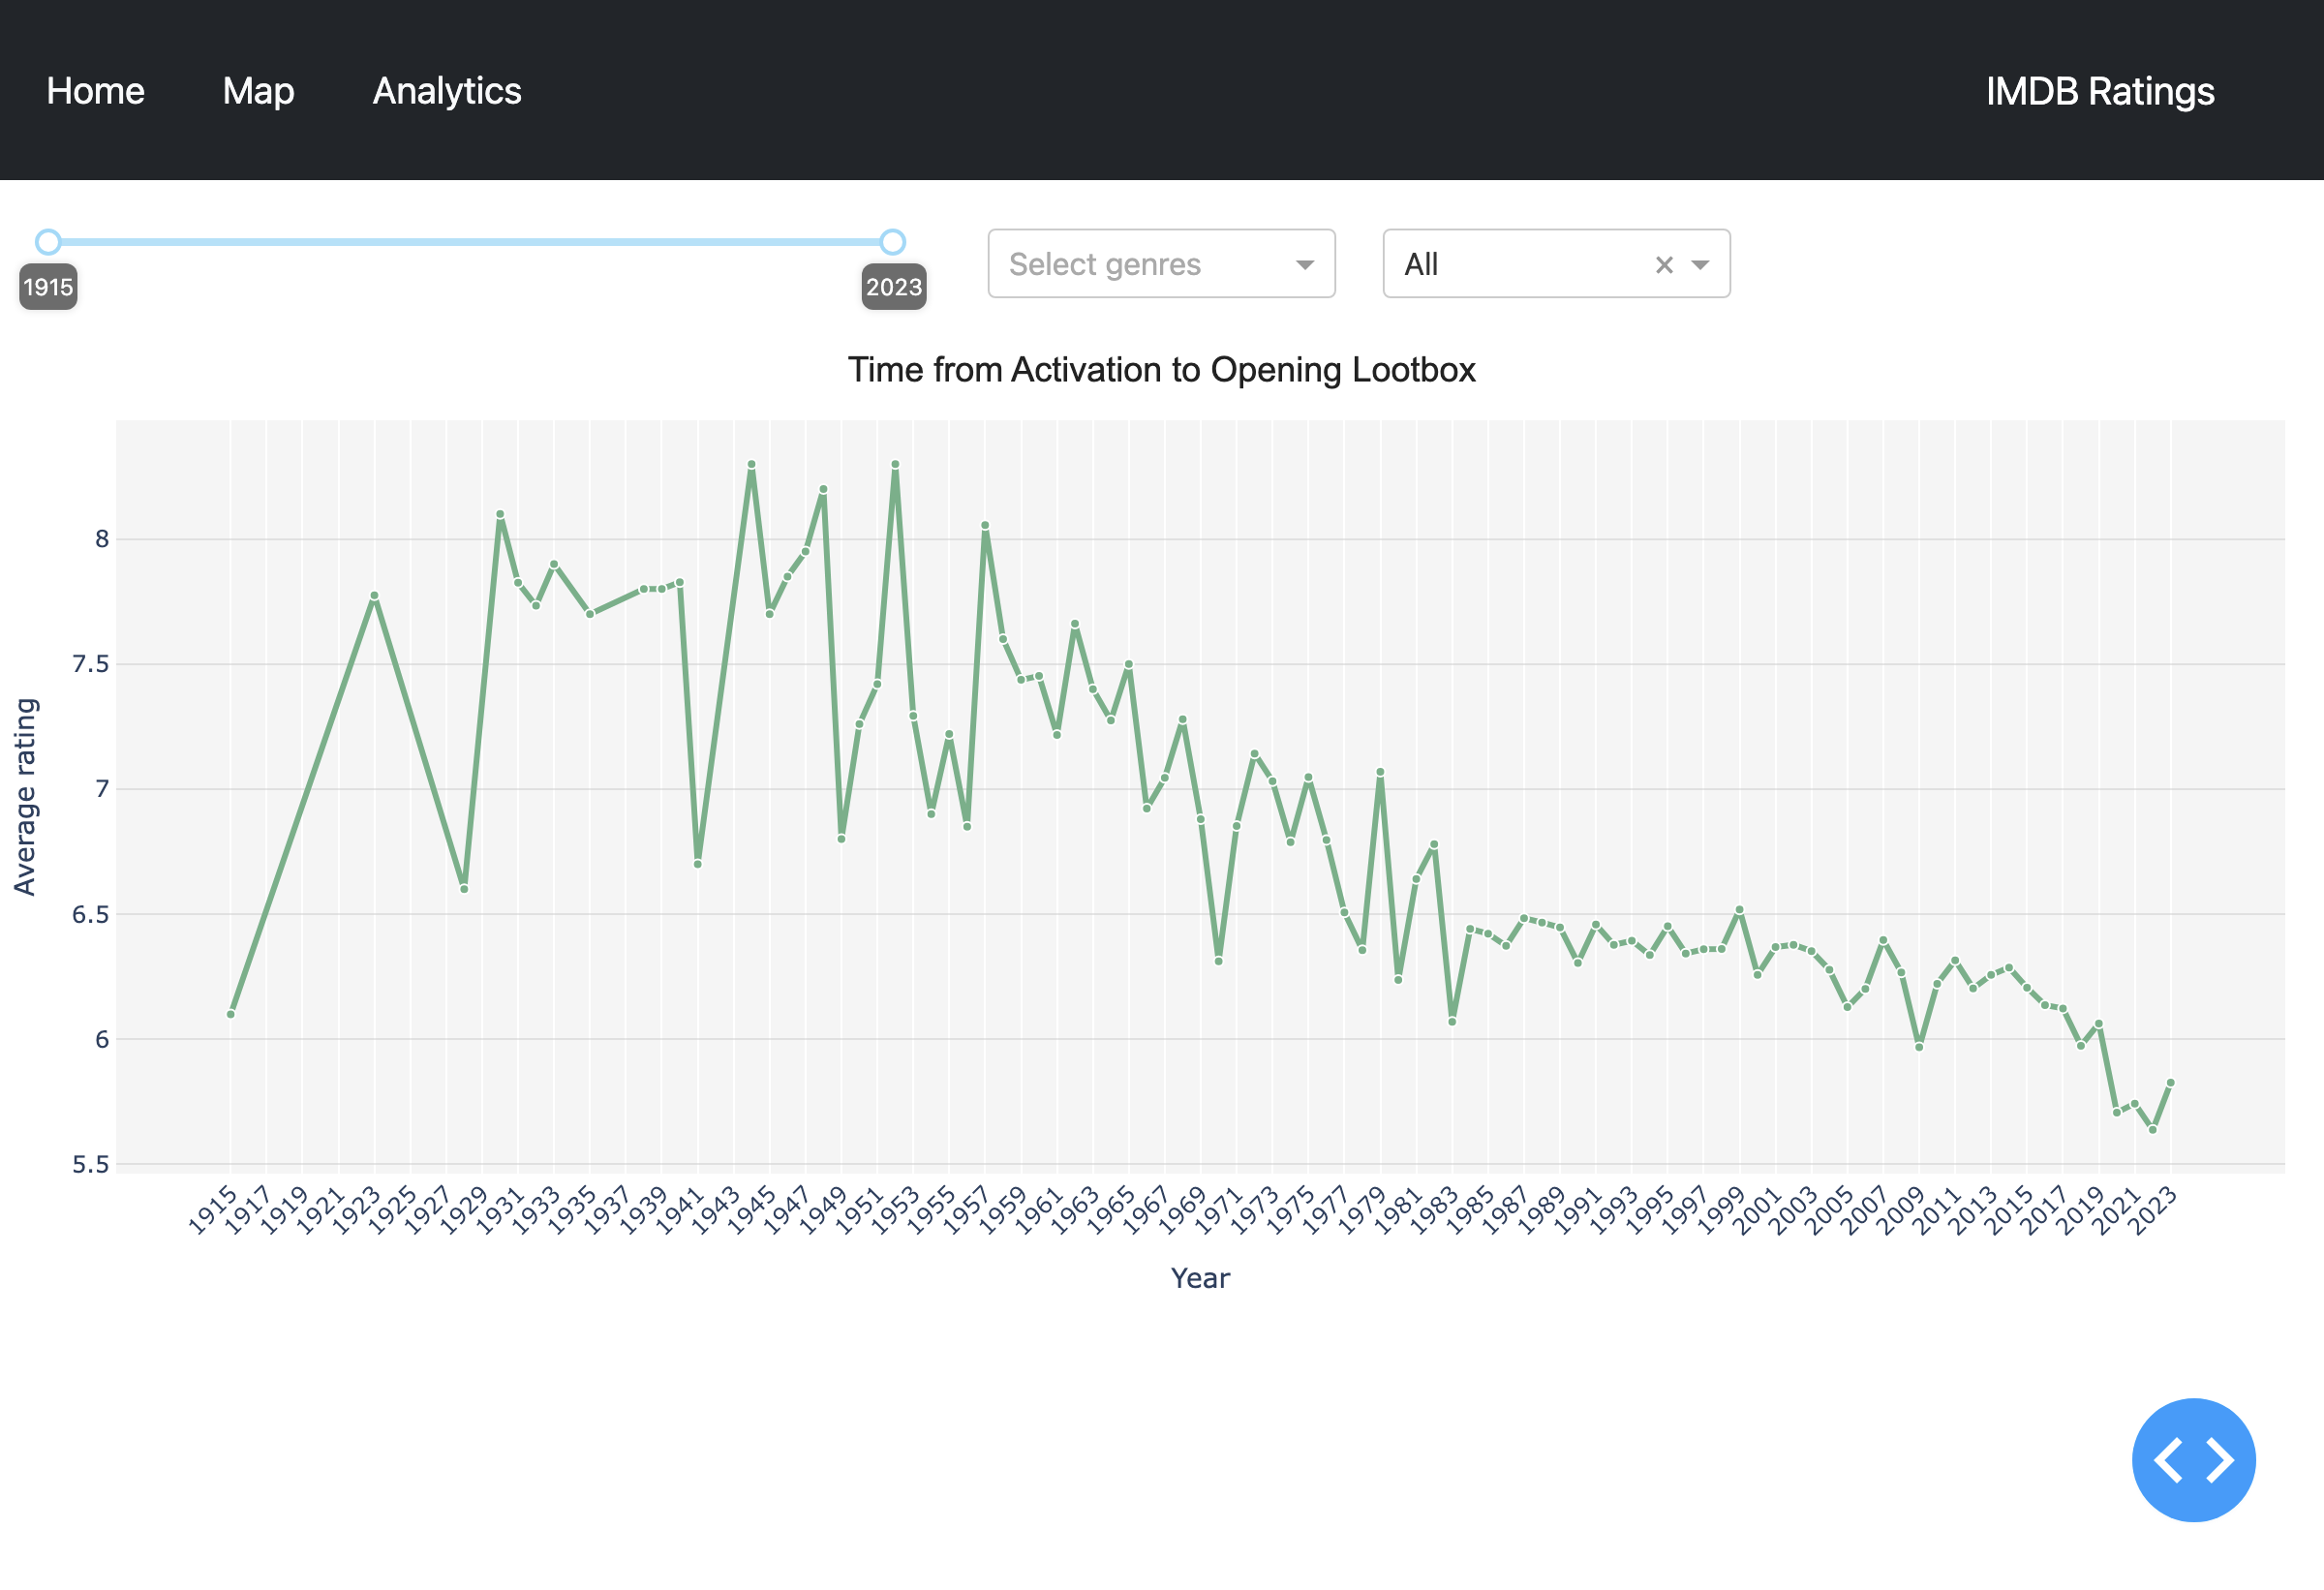 Home Map Analytics IMDB Ratings
1915 2023
Select genres
All
Time from Activation to Opening Lootbox
Average rating
8
7.5
7
6.5
6
5.5
1915 1917 1919 1921 1923 1925 1927 1929 1931 1933 1935 1937 1939 1941 1943 1945 1947 1949 1951 1953 1955 1957 1959 1961 1963 1965 1967 1969 1971 1973 1975 1977 1979 1981 1983 1985 1987 1989 1991 1993 1995 1997 1999 2001 2003 2005 2007 2009 2011 2013 2015 2017 2019 2021 2023
Year